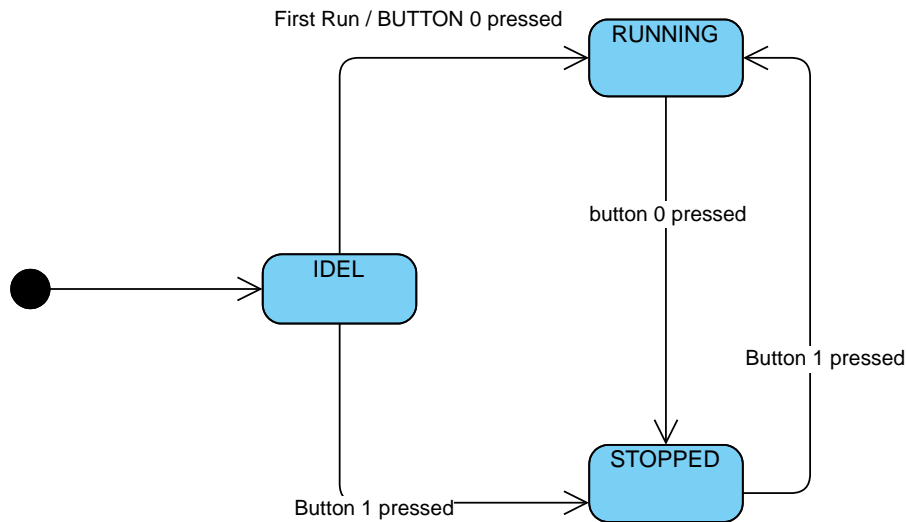 First Run / BUTTON 0 pressed
RUNNING
button 0 pressed
IDEL
Button 1 pressed
STOPPED
Button 1 pressed